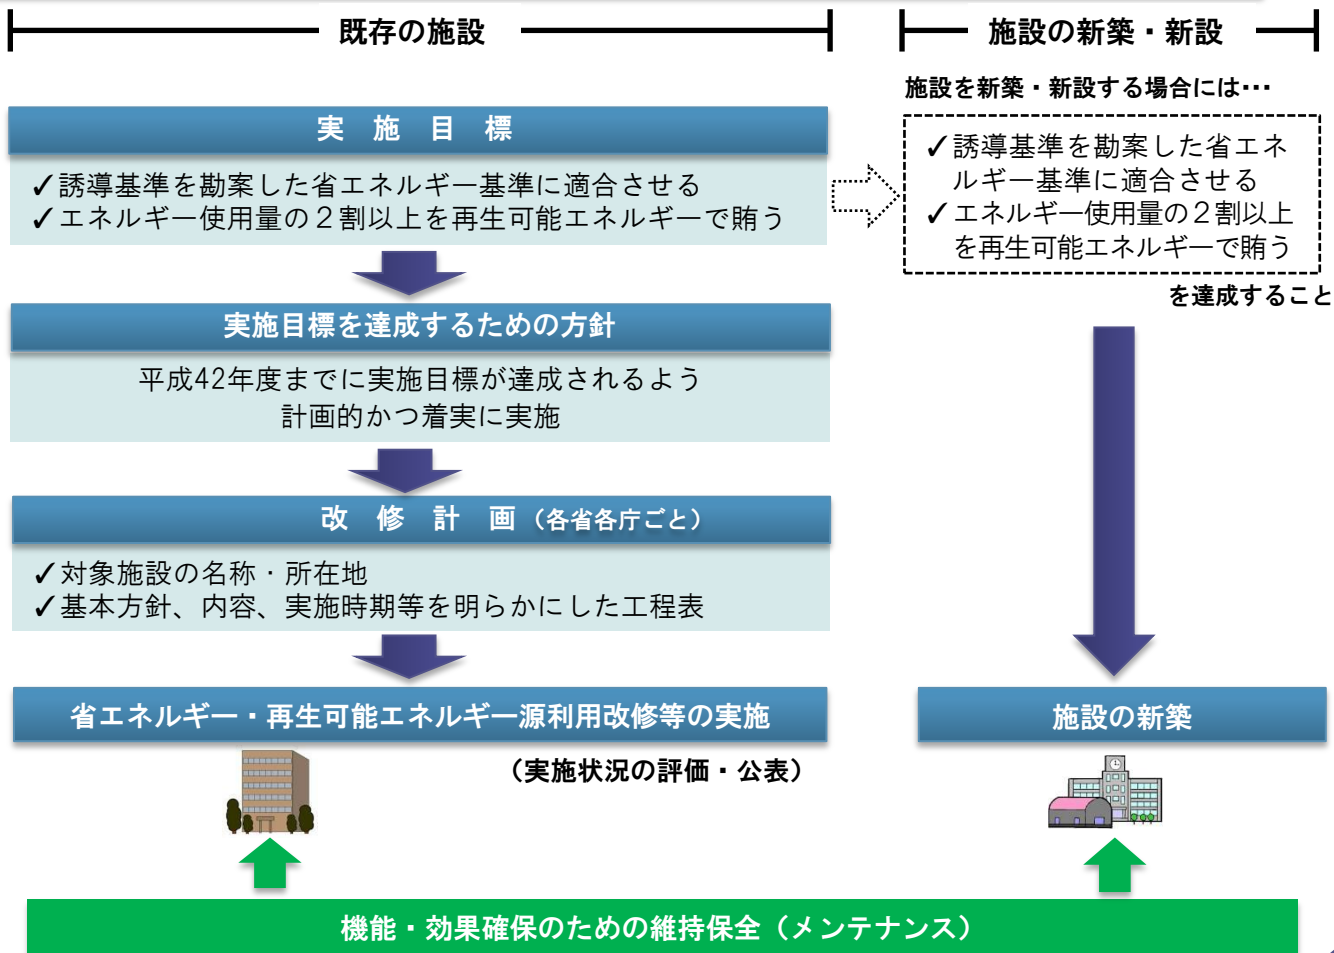 既存の施設
実　施　目　標
✓誘導基準を勘案した省エネルギー基準に適合させる
✓エネルギー使用量の２割以上を再生可能エネルギーで賄う
実施目標を達成するための方針
平成42年度までに実施目標が達成されるよう
計画的かつ着実に実施
改　修　計　画（各省各庁ごと）
✓対象施設の名称・所在地
✓基本方針、内容、実施時期等を明らかにした工程表
省エネルギー・再生可能エネルギー源利用改修等の実施
（実施状況の評価・公表）
施設の新築・新設
施設を新築・新設する場合には･･･
✓誘導基準を勘案した省エネ
ルギー基準に適合させる
✓エネルギー使用量の２割以上
を再生可能エネルギーで賄う
を達成すること
施設の新築
機能・効果確保のための維持保全（メンテナンス）